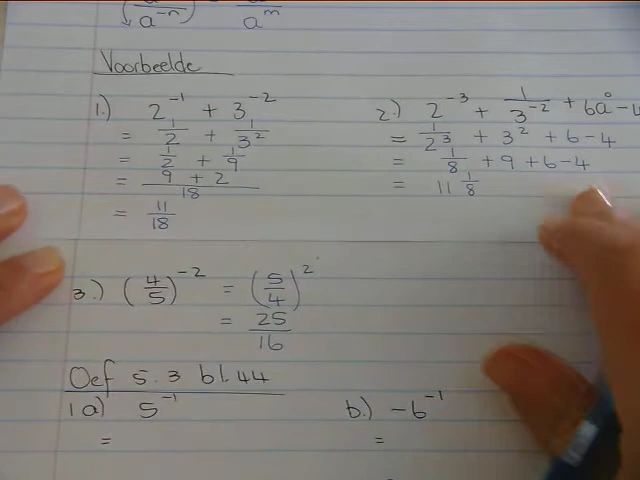 a⁻ⁿ aᵐ
Voorbeelde
1.) 2⁻¹ + 3⁻²
= 1/2 + 1/3²
= 1/2 + 1/9
= (9 + 2)/18
= 11/18
2.) 2⁻³ + 1/3⁻² + 6a⁰ - 4
= 1/2³ + 3² + 6 - 4
= 1/8 + 9 + 6 - 4
= 11 1/8
3.) (4/5)⁻² = (5/4)²
= 25/16
Oef 5.3 bl.44
1a) 5⁻¹
=
b.) -6⁻¹
=